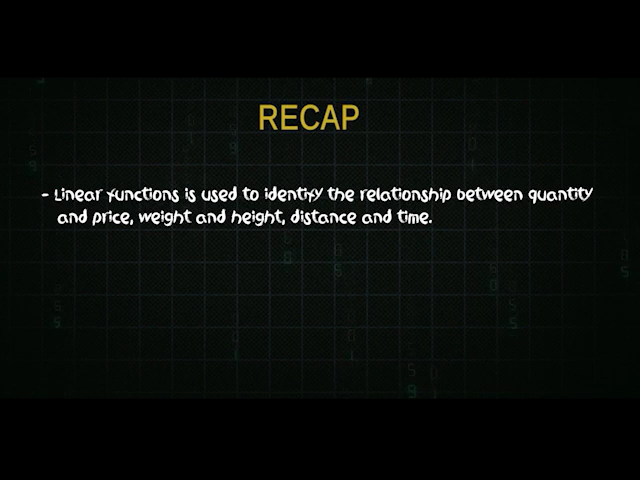 RECAP
- Linear functions is used to identify the relationship between quantity
and price, weight and height, distance and time.